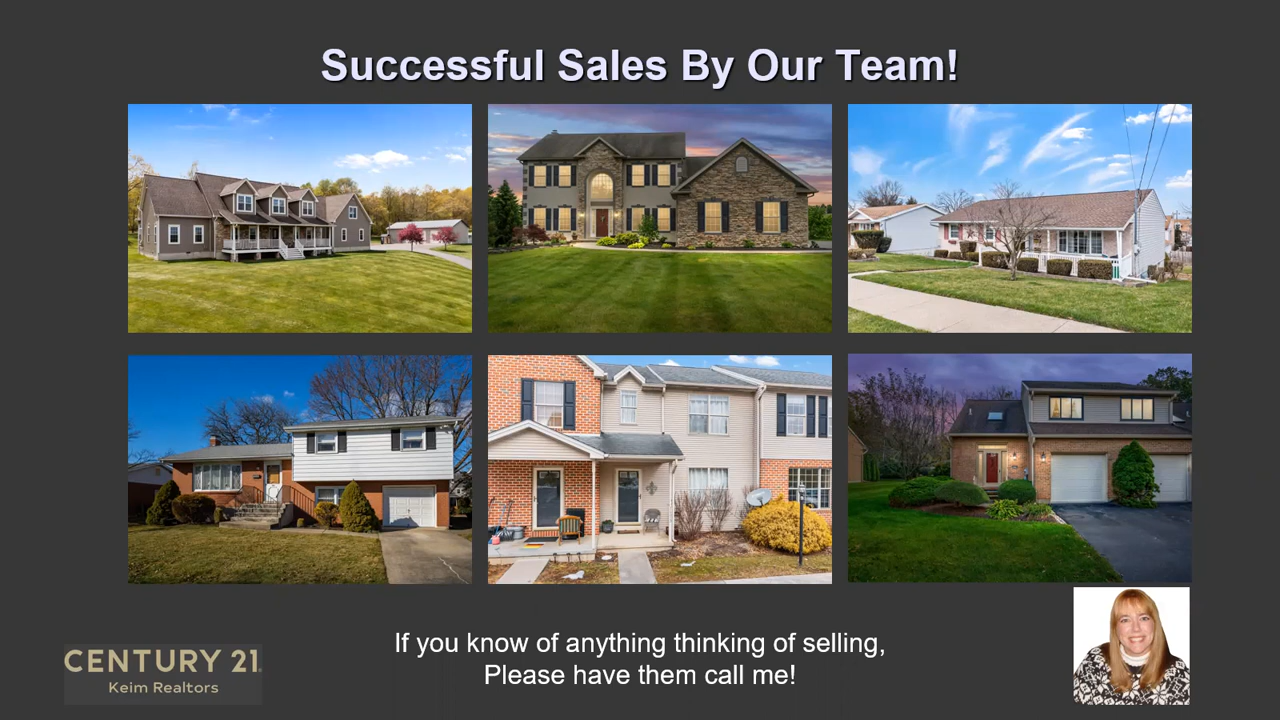 Successful Sales By Our Team!
If you know of anything thinking of selling,
Please have them call me!
CENTURY 21
Keim Realtors